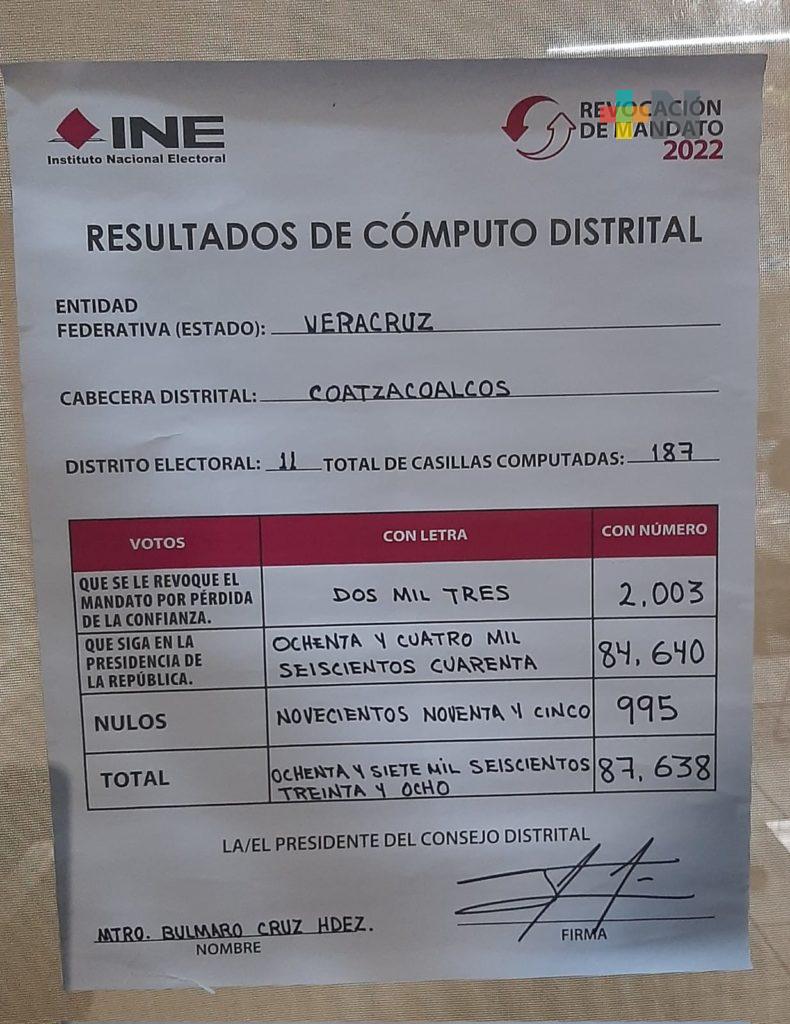 INE
Instituto Nacional Electoral
REVOCACIÓN
DE MANDATO
2022
RESULTADOS DE CÓMPUTO DISTRITAL
ENTIDAD
FEDERATIVA (ESTADO): VERACRUZ
CABECERA DISTRITAL: COATZACOALCOS
DISTRITO ELECTORAL: 11 TOTAL DE CASILLAS COMPUTADAS: 187
VOTOS CON LETRA CON NÚMERO
QUE SE LE REVOQUE EL
MANDATO POR PÉRDIDA
DE LA CONFIANZA.
DOS MIL TRES
2,003
QUE SIGA EN LA
PRESIDENCIA DE
LA REPÚBLICA.
OCHENTA Y CUATRO MIL
SEISCIENTOS CUARENTA
84,640
NULOS
NOVECIENTOS NOVENTA Y CINCO
995
TOTAL
OCHENTA Y SIETE MIL SEISCIENTOS
TREINTA Y OCHO
87,638
LA/EL PRESIDENTE DEL CONSEJO DISTRITAL
MTRO. BULMARO CRUZ HDEZ.
NOMBRE
FIRMA